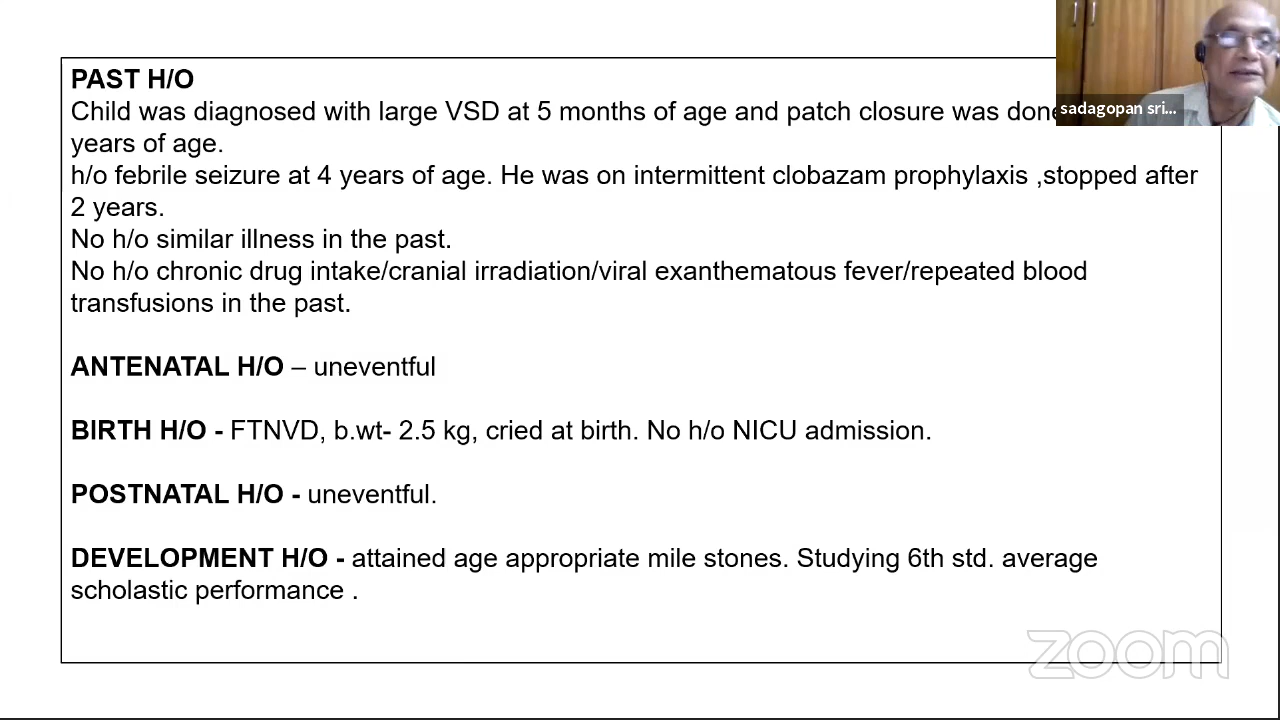 PAST H/O
Child was diagnosed with large VSD at 5 months of age and patch closure was done
years of age.
h/o febrile seizure at 4 years of age. He was on intermittent clobazam prophylaxis ,stopped after
2 years.
No h/o similar illness in the past.
No h/o chronic drug intake/cranial irradiation/viral exanthematous fever/repeated blood
transfusions in the past.
ANTENATAL H/O – uneventful
BIRTH H/O - FTNVD, b.wt- 2.5 kg, cried at birth. No h/o NICU admission.
POSTNATAL H/O - uneventful.
DEVELOPMENT H/O - attained age appropriate mile stones. Studying 6th std. average
scholastic performance .
sadagopan sri...
zoom